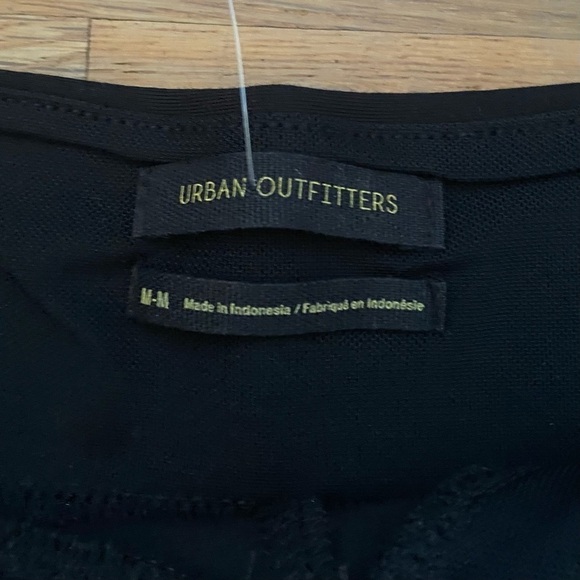 URBAN OUTFITTERS
M-M Made in Indonesia / Fabriqué en Indonésie